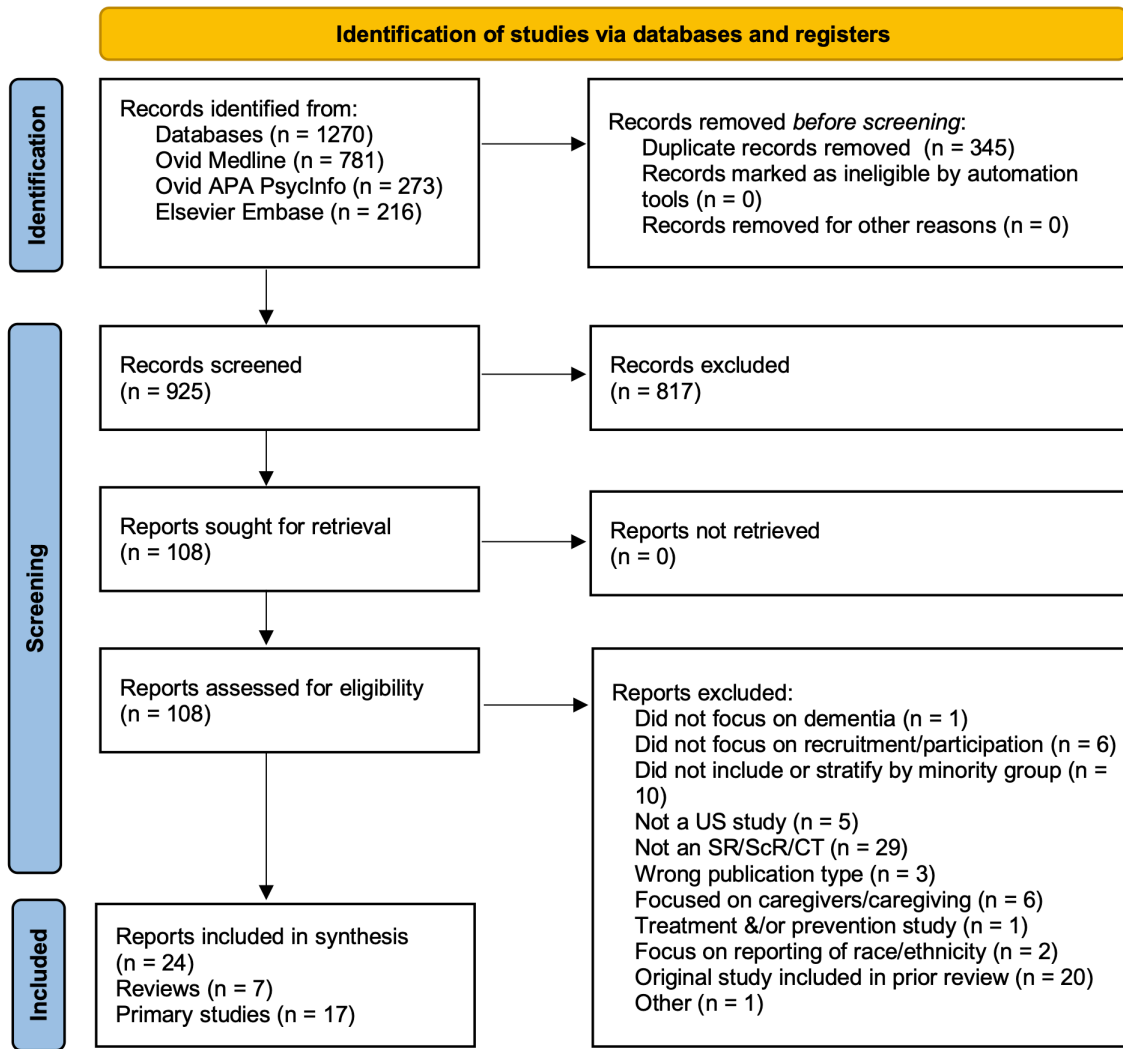 Identification of studies via databases and registers
Identification
Records identified from:
Databases (n = 1270)
Ovid Medline (n = 781)
Ovid APA PsycInfo (n = 273)
Elsevier Embase (n = 216)
Records removed before screening:
Duplicate records removed (n = 345)
Records marked as ineligible by automation
tools (n = 0)
Records removed for other reasons (n = 0)
Screening
Records screened
(n = 925)
Records excluded
(n = 817)
Reports sought for retrieval
(n = 108)
Reports not retrieved
(n = 0)
Reports assessed for eligibility
(n = 108)
Reports excluded:
Did not focus on dementia (n = 1)
Did not focus on recruitment/participation (n = 6)
Did not include or stratify by minority group (n =
10)
Not a US study (n = 5)
Not an SR/ScR/CT (n = 29)
Wrong publication type (n = 3)
Focused on caregivers/caregiving (n = 6)
Treatment &/or prevention study (n = 1)
Focus on reporting of race/ethnicity (n = 2)
Original study included in prior review (n = 20)
Other (n = 1)
Included
Reports included in synthesis
(n = 24)
Reviews (n = 7)
Primary studies (n = 17)